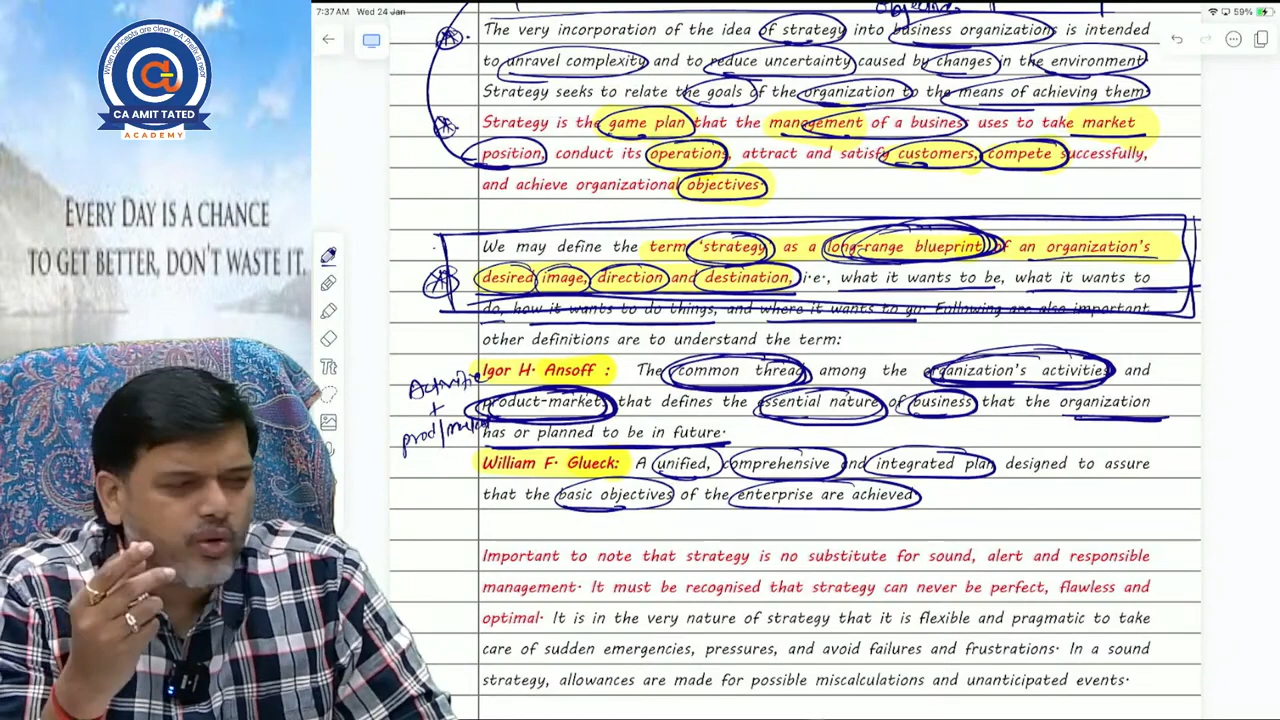 7:37 AM Wed 24 Jan
59%
When concepts are clear CA Prelis is near
CA AMIT TATED
ACADEMY
EVERY DAY IS A CHANCE
TO GET BETTER, DON'T WASTE IT.
The very incorporation of the idea of strategy into business organizations is intended
to unravel complexity and to reduce uncertainty caused by changes in the environment
Strategy seeks to relate the goals of the organization to the means of achieving them
Strategy is the game plan that the management of a business uses to take market
position, conduct its operations, attract and satisfy customers, compete successfully,
and achieve organizational objectives.
We may define the term 'strategy' as a long-range blueprint of an organization's
desired image, direction and destination, i.e., what it wants to be, what it wants to
do, how it wants to do things, and where it wants to go. Following are also important
other definitions are to understand the term:
Igor H. Ansoff : The common thread among the organization's activities and
product-market that defines the essential nature of business that the organization
has or planned to be in future.
Activitie
+
prod/market
William F. Glueck: A unified, comprehensive and integrated plan designed to assure
that the basic objectives of the enterprise are achieved.
Important to note that strategy is no substitute for sound, alert and responsible
management. It must be recognised that strategy can never be perfect, flawless and
optimal. It is in the very nature of strategy that it is flexible and pragmatic to take
care of sudden emergencies, pressures, and avoid failures and frustrations. In a sound
strategy, allowances are made for possible miscalculations and unanticipated events.
Tt